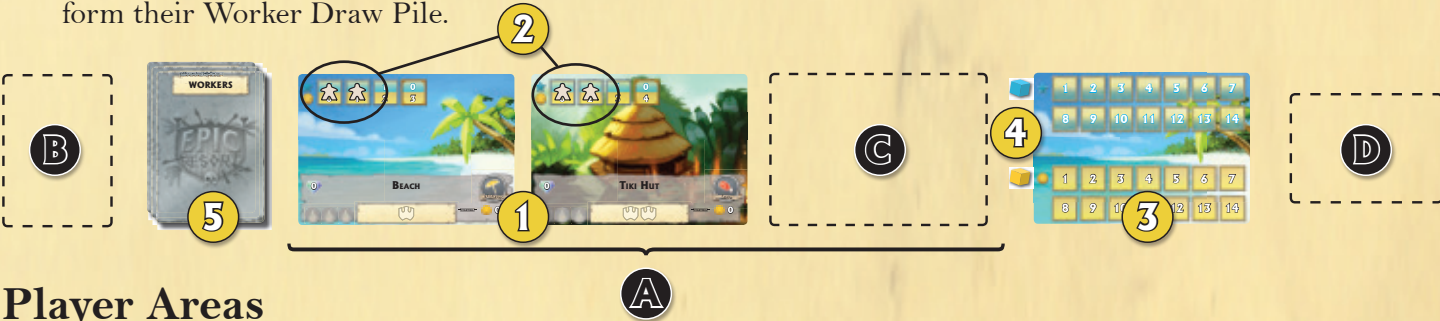 form their Worker Draw Pile.
2
WORKERS
EPIC
RESORT
B
5
0
2 3
0
BEACH
1
0
3 4
0
TIKI HUT
0
C
4
1 2 3 4 5 6 7
8 9 10 11 12 13 14
1 2 3 4 5 6 7
8 9 12 13 14
3
D
A
Player Areas